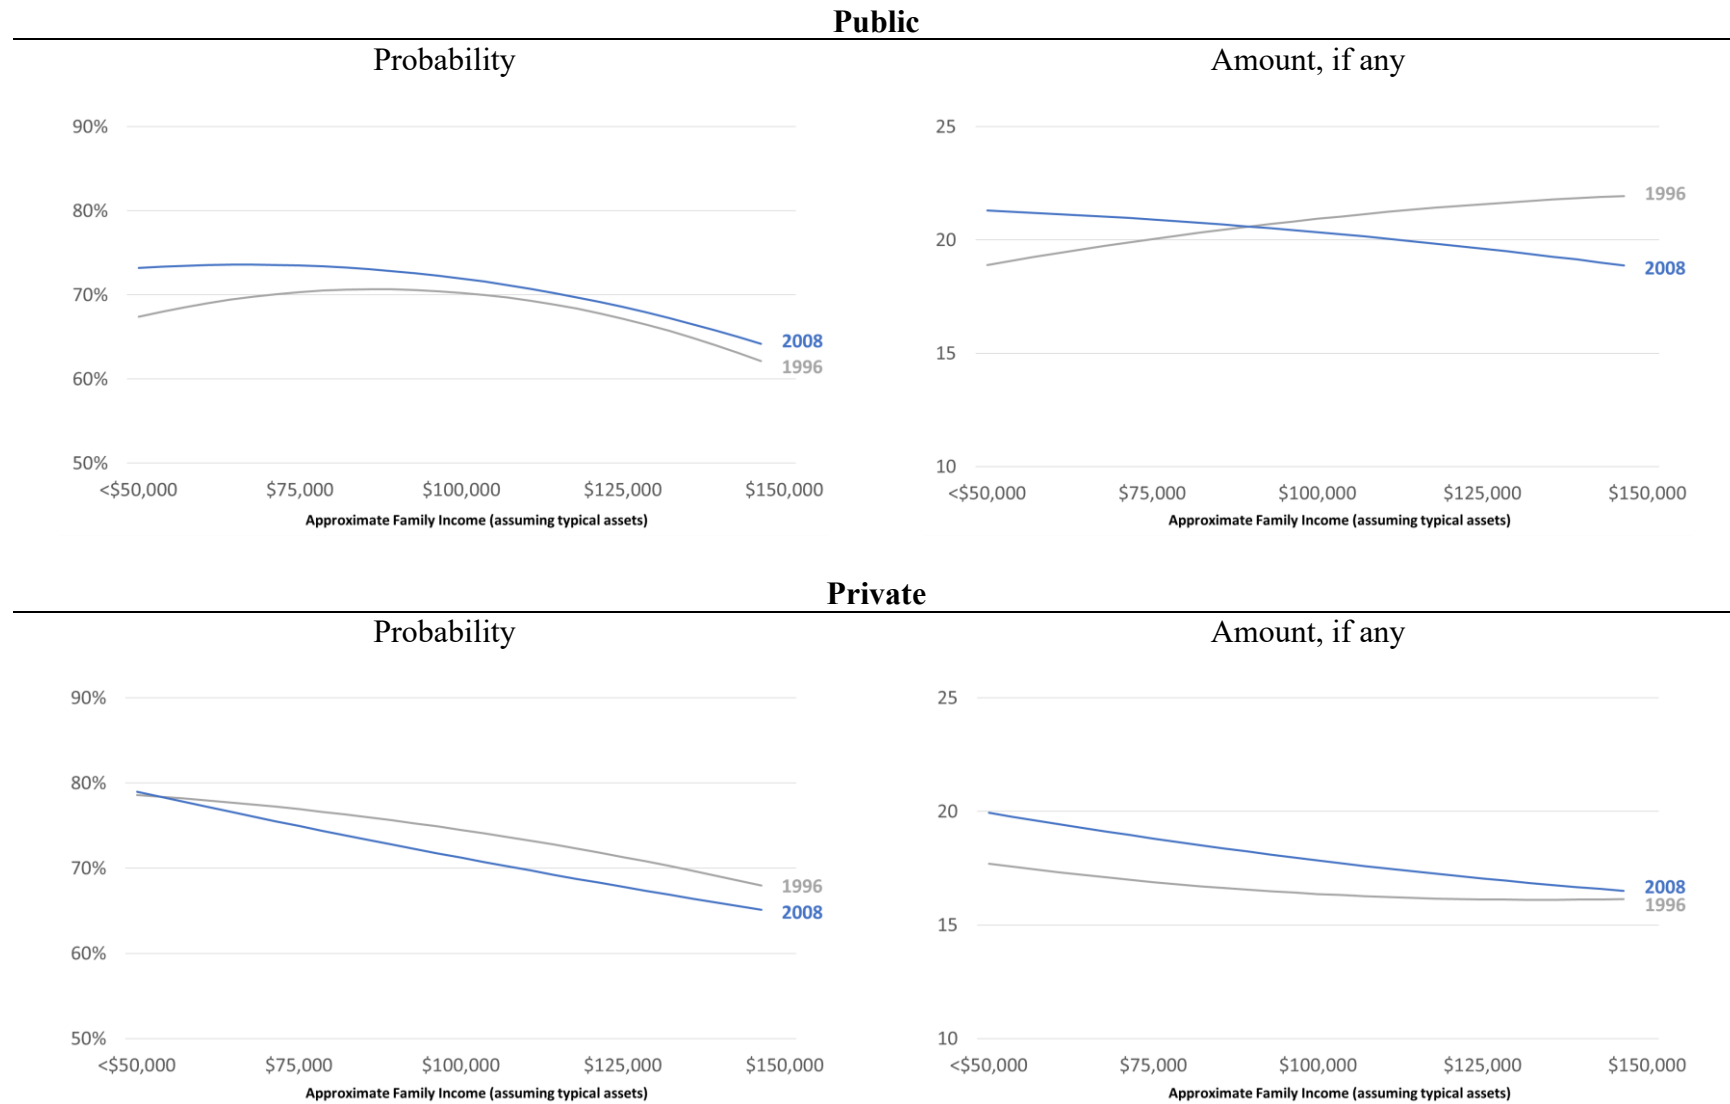 Public
Probability
Amount, if any
90%
80%
70%
60%
50%
2008
1996
<$50,000 $75,000 $100,000 $125,000 $150,000
Approximate Family Income (assuming typical assets)
25
20
15
10
1996
2008
<$50,000 $75,000 $100,000 $125,000 $150,000
Approximate Family Income (assuming typical assets)
Private
Probability
Amount, if any
90%
80%
70%
60%
50%
1996
2008
<$50,000 $75,000 $100,000 $125,000 $150,000
Approximate Family Income (assuming typical assets)
25
20
15
10
2008
1996
<$50,000 $75,000 $100,000 $125,000 $150,000
Approximate Family Income (assuming typical assets)